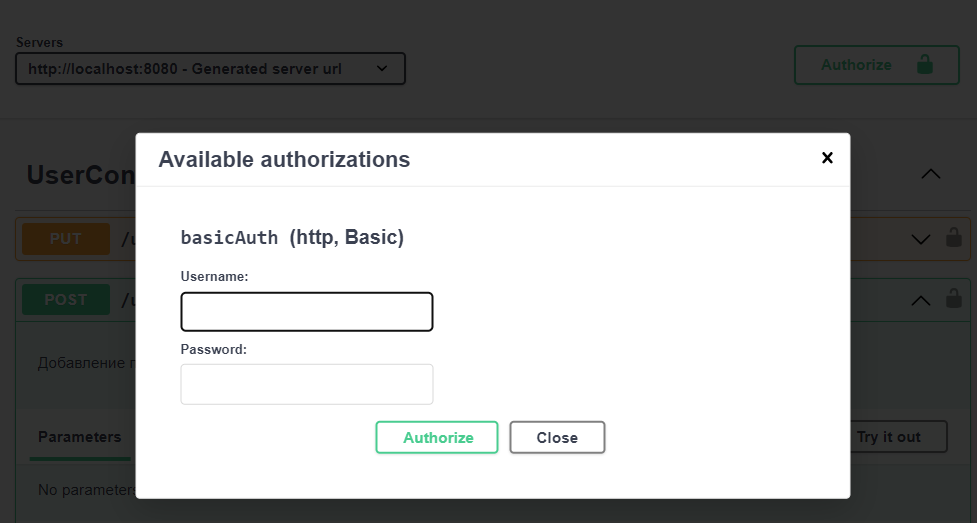 Servers
http://localhost:8080 - Generated server url
Authorize
Available authorizations
UserCon
basicAuth (http, Basic)
PUT /u
Username:
POST /u
Password:
Добавление
Authorize Close
Parameters
Try it out
No parameter